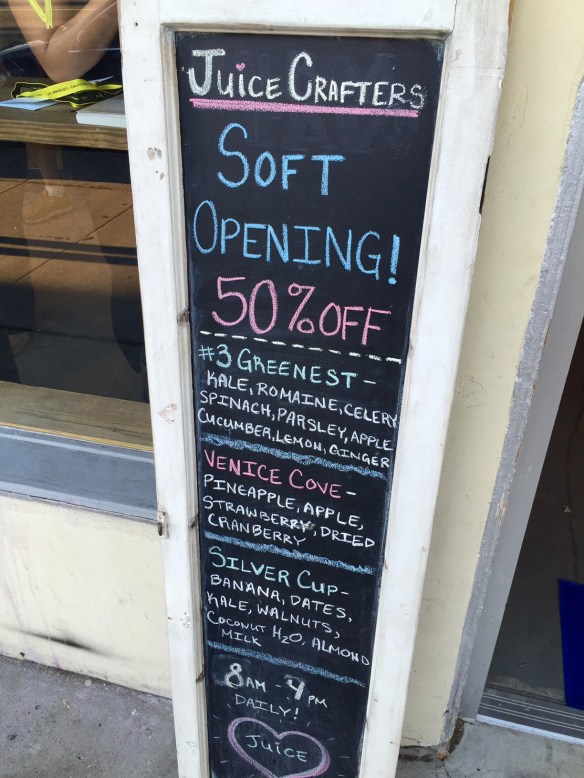 JUICE CRAFTERS
SOFT
OPENING!
50% OFF
#3 GREENEST -
KALE, ROMAINE, CELERY
SPINACH, PARSLEY, APPLE
CUCUMBER, LEMON, GINGER
VENICE COVE -
PINEAPPLE, APPLE,
STRAWBERRY, DRIED
CRANBERRY
SILVER CUP -
BANANA, DATES,
KALE, WALNUTS,
COCONUT H2O, ALMOND
MILK
8AM - 4PM
DAILY!
JUICE